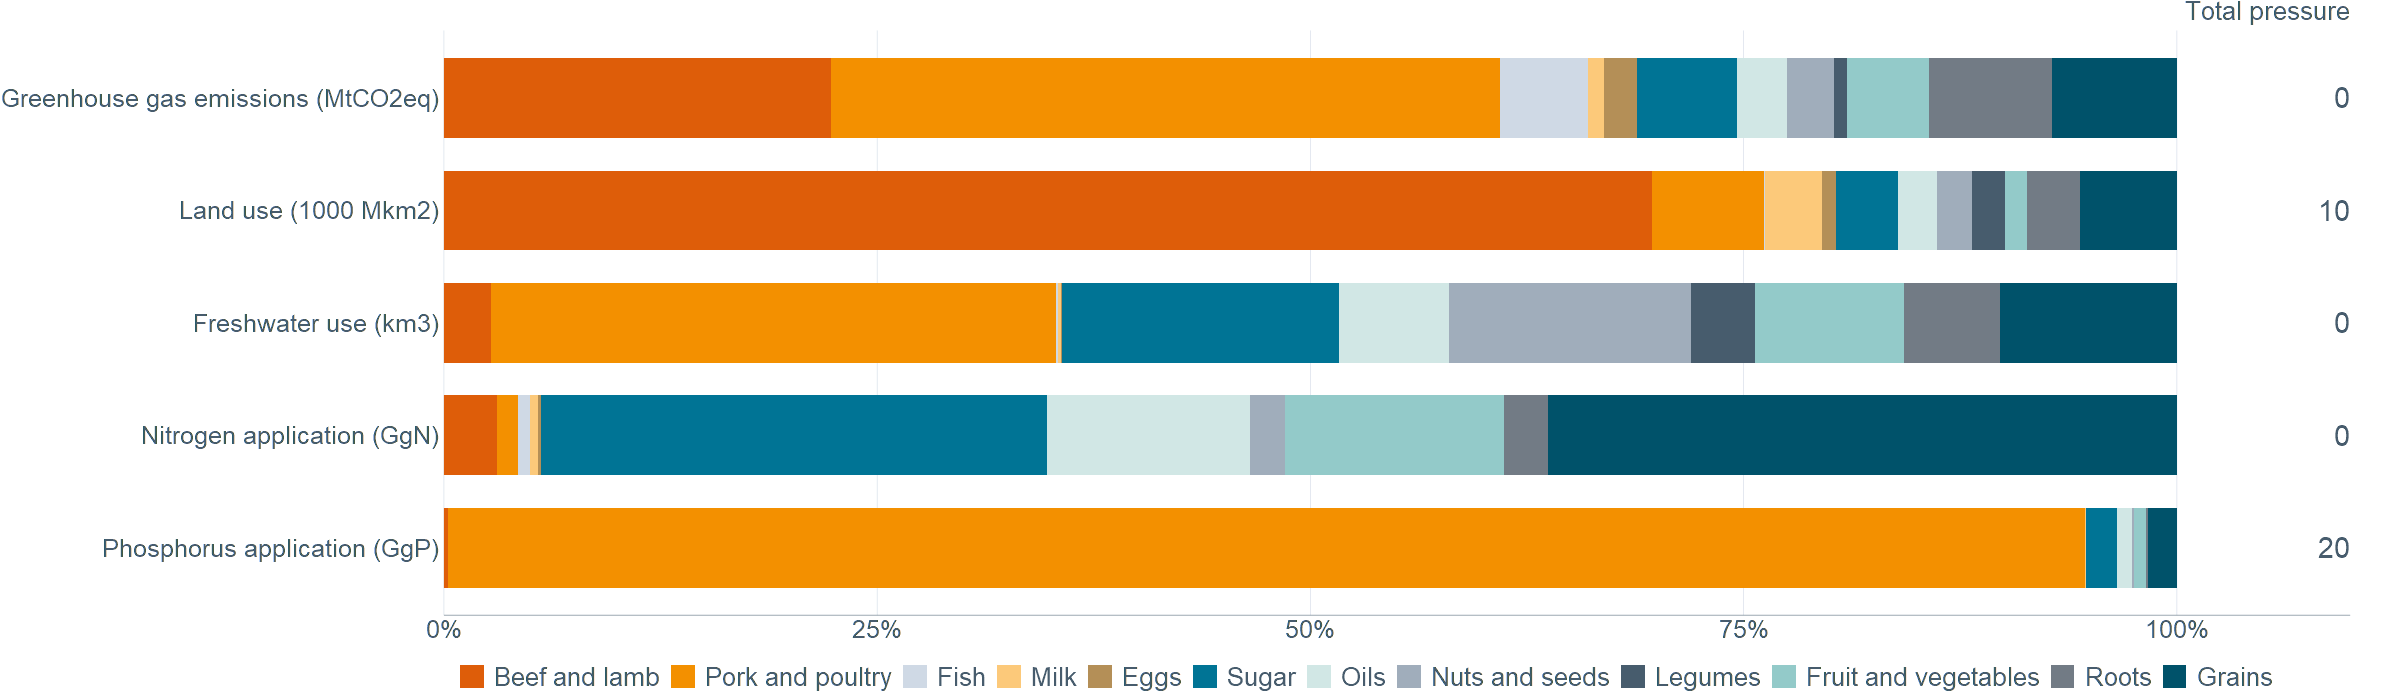 Total pressure
Greenhouse gas emissions (MtCO2eq) 0
Land use (1000 Mkm2) 10
Freshwater use (km3) 0
Nitrogen application (GgN) 0
Phosphorus application (GgP) 20
0% 25% 50% 75% 100%
Beef and lamb Pork and poultry Fish Milk Eggs Sugar Oils Nuts and seeds Legumes Fruit and vegetables Roots Grains